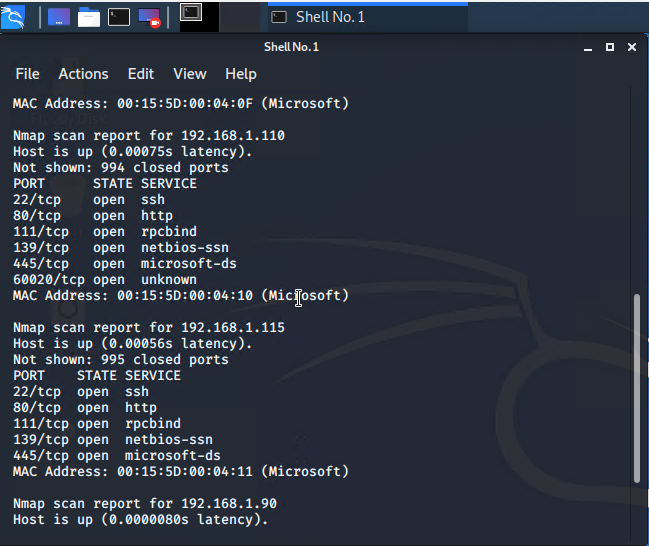 Shell No. 1
Shell No. 1
File Actions Edit View Help
MAC Address: 00:15:5D:00:04:0F (Microsoft)
Nmap scan report for 192.168.1.110
Host is up (0.00075s latency).
Not shown: 994 closed ports
PORT      STATE SERVICE
22/tcp    open  ssh
80/tcp    open  http
111/tcp   open  rpcbind
139/tcp   open  netbios-ssn
445/tcp   open  microsoft-ds
60020/tcp open  unknown
MAC Address: 00:15:5D:00:04:10 (Microsoft)
Nmap scan report for 192.168.1.115
Host is up (0.00056s latency).
Not shown: 995 closed ports
PORT    STATE SERVICE
22/tcp  open  ssh
80/tcp  open  http
111/tcp open  rpcbind
139/tcp open  netbios-ssn
445/tcp open  microsoft-ds
MAC Address: 00:15:5D:00:04:11 (Microsoft)
Nmap scan report for 192.168.1.90
Host is up (0.0000080s latency).